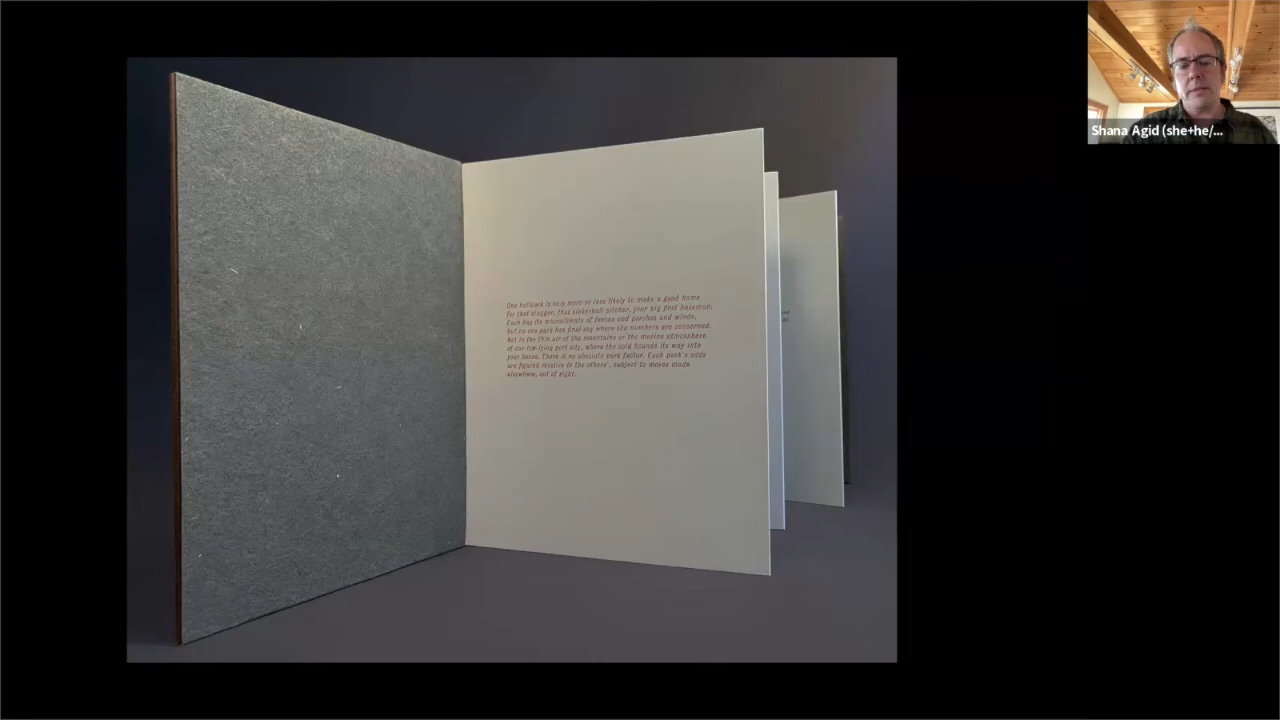 One ballpark is only more or less likely to make a good home
for that slugger, that sinkerball pitcher, your big first baseman.
Each has its microclimate of fences and porches and winds,
but no one park has final say where the numbers are concerned.
Not in the thin air of the mountains or the marine atmosphere
of our low-lying port city, where the cold hounds its way into
your bones. There is no absolute park factor. Each park's odds
are figured relative to the others', subject to moves made
elsewhere, out of sight.
Shana Agid (she+he/...